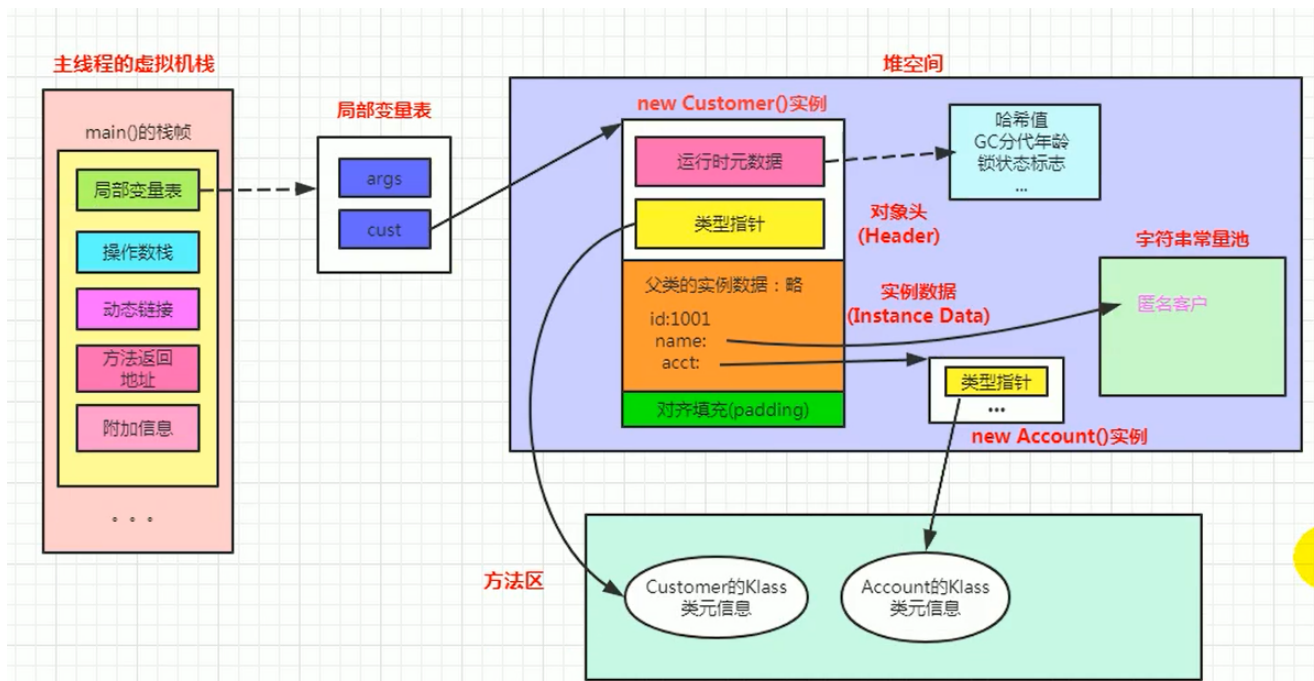 主线程的虚拟机栈
main()的栈帧
局部变量表
操作数栈
动态链接
方法返回
地址
附加信息
。。。
局部变量表
args
cust
堆空间
new Customer()实例
运行时元数据
类型指针
对象头
(Header)
哈希值
GC分代年龄
锁状态标志
...
父类的实例数据：略
id:1001
name:
acct:
实例数据
(Instance Data)
对齐填充(padding)
字符串常量池
匿名客户
类型指针
...
new Account()实例
方法区
Customer的Klass
类元信息
Account的Klass
类元信息